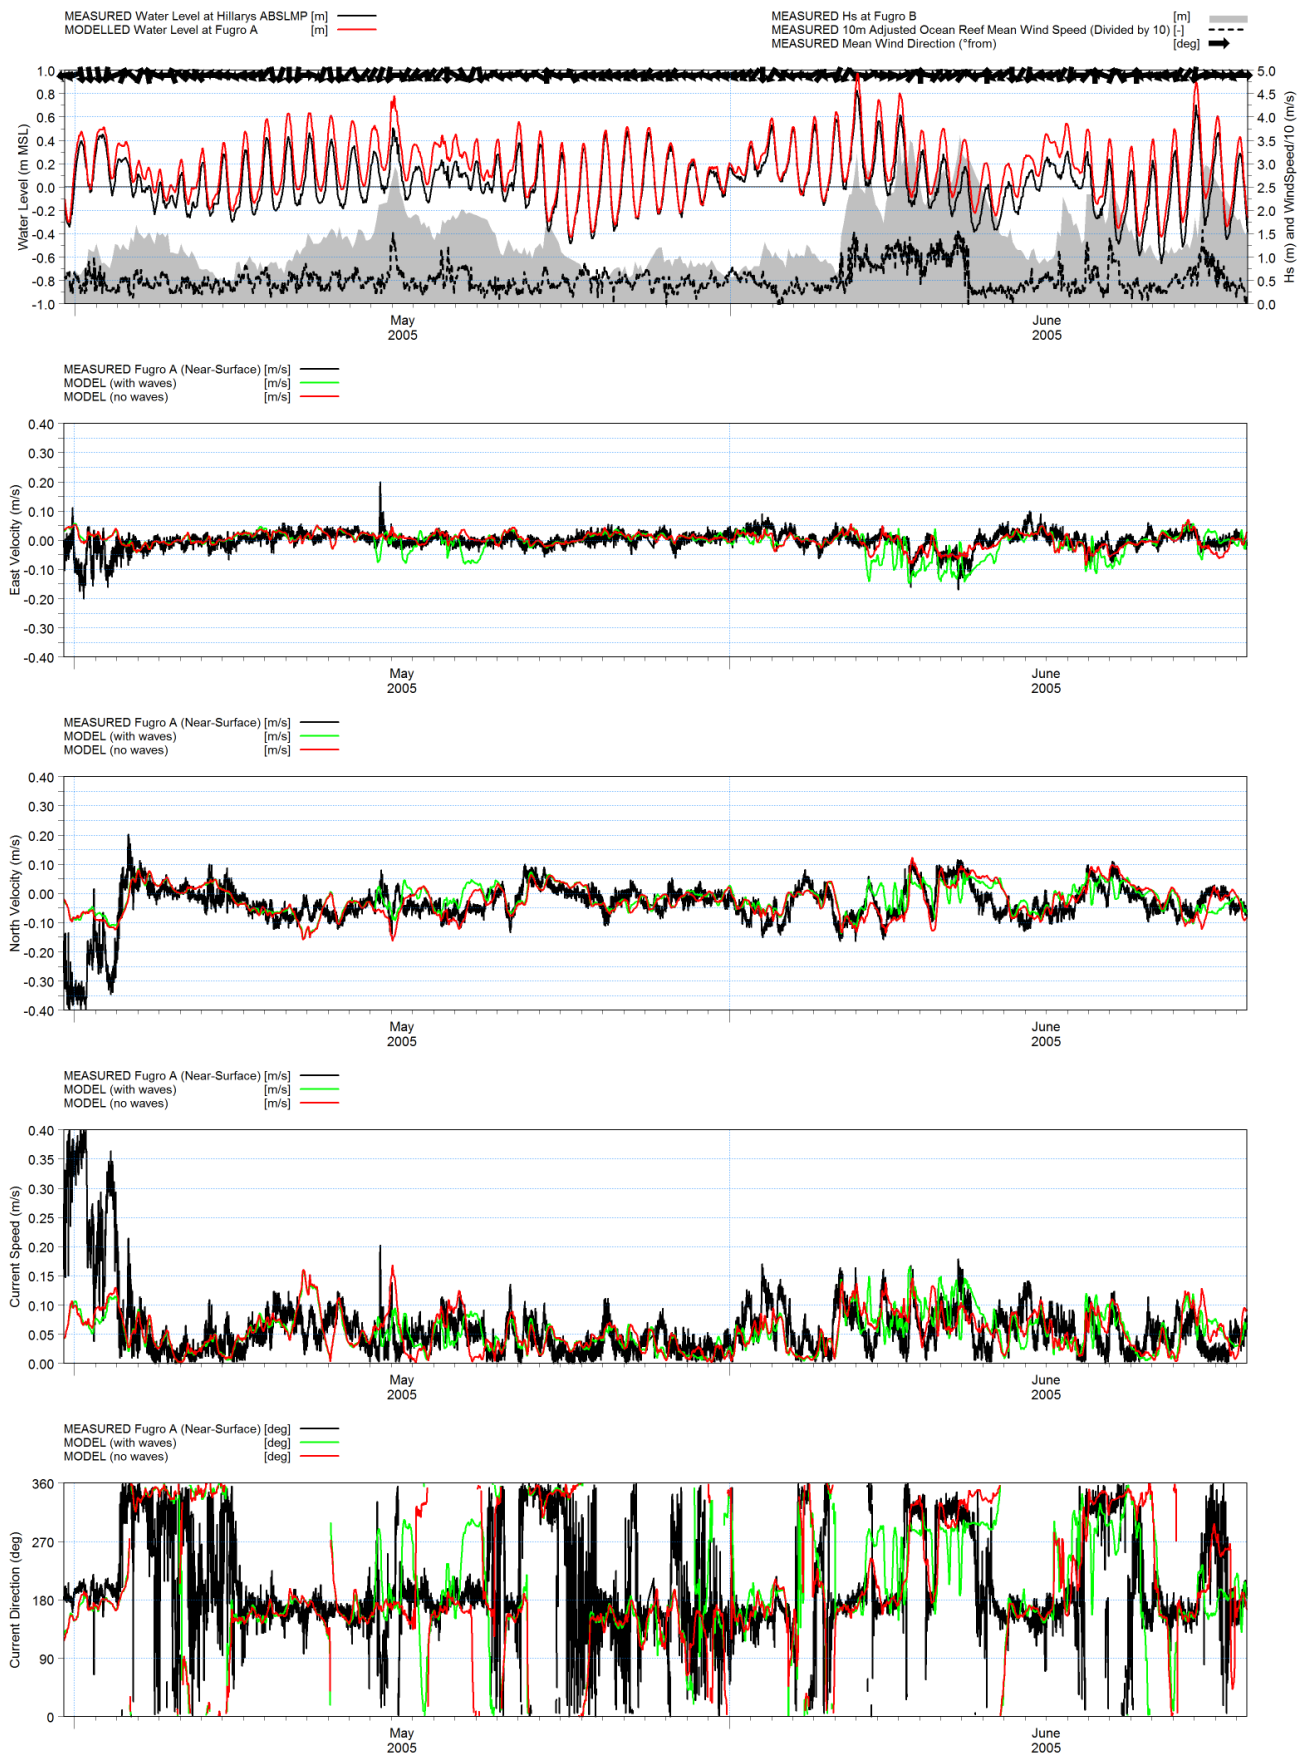 MEASURED Water Level at Hillarys ABSLMP [m]
MODELLED Water Level at Fugro A [m]
MEASURED Hs at Fugro B [m]
MEASURED 10m Adjusted Ocean Reef Mean Wind Speed (Divided by 10) [-]
MEASURED Mean Wind Direction (°from) [deg]
Water Level (m MSL)
1.0
0.8
0.6
0.4
0.2
0.0
-0.2
-0.4
-0.6
-0.8
-1.0
5.0
4.5
4.0
3.5
3.0
2.5
2.0
1.5
1.0
0.5
0.0
Hs (m) and WindSpeed/10 (m/s)
May
2005
June
2005
MEASURED Fugro A (Near-Surface) [m/s]
MODEL (with waves) [m/s]
MODEL (no waves) [m/s]
East Velocity (m/s)
0.40
0.30
0.20
0.10
0.00
-0.10
-0.20
-0.30
-0.40
May
2005
June
2005
MEASURED Fugro A (Near-Surface) [m/s]
MODEL (with waves) [m/s]
MODEL (no waves) [m/s]
North Velocity (m/s)
0.40
0.30
0.20
0.10
0.00
-0.10
-0.20
-0.30
-0.40
May
2005
June
2005
MEASURED Fugro A (Near-Surface) [m/s]
MODEL (with waves) [m/s]
MODEL (no waves) [m/s]
Current Speed (m/s)
0.40
0.35
0.30
0.25
0.20
0.15
0.10
0.05
0.00
May
2005
June
2005
MEASURED Fugro A (Near-Surface) [deg]
MODEL (with waves) [deg]
MODEL (no waves) [deg]
Current Direction (deg)
360
270
180
90
0
May
2005
June
2005